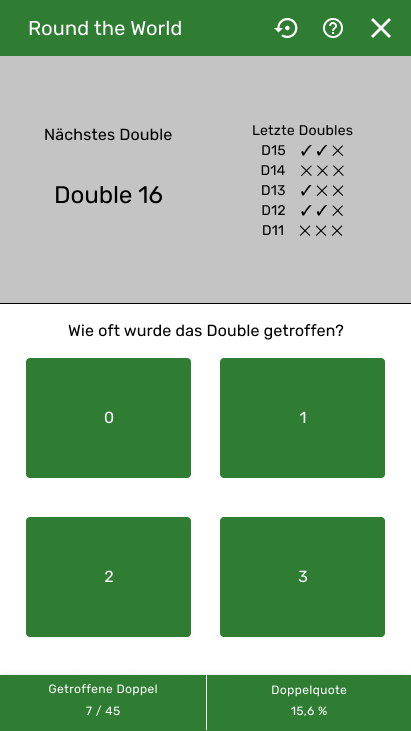 Round the World
Nächstes Double
Double 16
Letzte Doubles
D15 ✓✓×
D14 ×××
D13 ✓××
D12 ✓✓×
D11 ×××
Wie oft wurde das Double getroffen?
0
1
2
3
Getroffene Doppel
7 / 45
Doppelquote
15,6 %